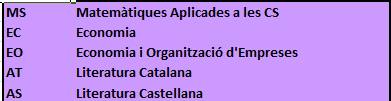 MS Matemàtiques Aplicades a les CS
EC Economia
EO Economia i Organització d'Empreses
AT Literatura Catalana
AS Literatura Castellana